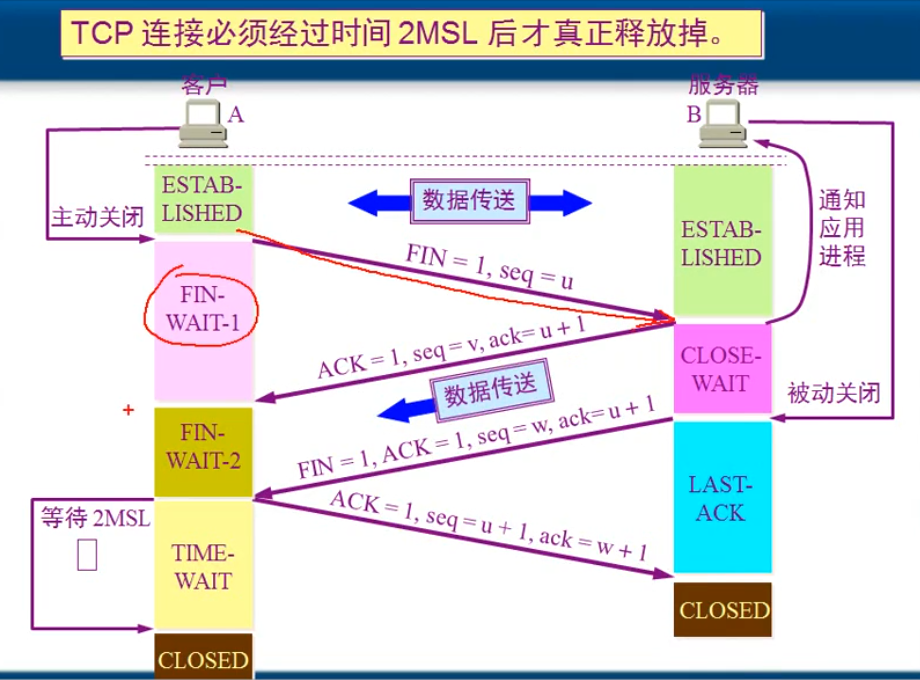 TCP 连接必须经过时间 2MSL 后才真正释放掉。
客户
A
服务器
B
ESTAB-
LISHED
数据传送
主动关闭
ESTAB-
LISHED
通知
应用
进程
FIN = 1, seq = u
FIN-
WAIT-1
ACK = 1, seq = v, ack= u + 1
CLOSE-
WAIT
数据传送
被动关闭
FIN-
WAIT-2
FIN = 1, ACK = 1, seq = w, ack= u + 1
LAST-
ACK
等待 2MSL
ACK = 1, seq = u + 1, ack = w + 1
TIME-
WAIT
CLOSED
CLOSED